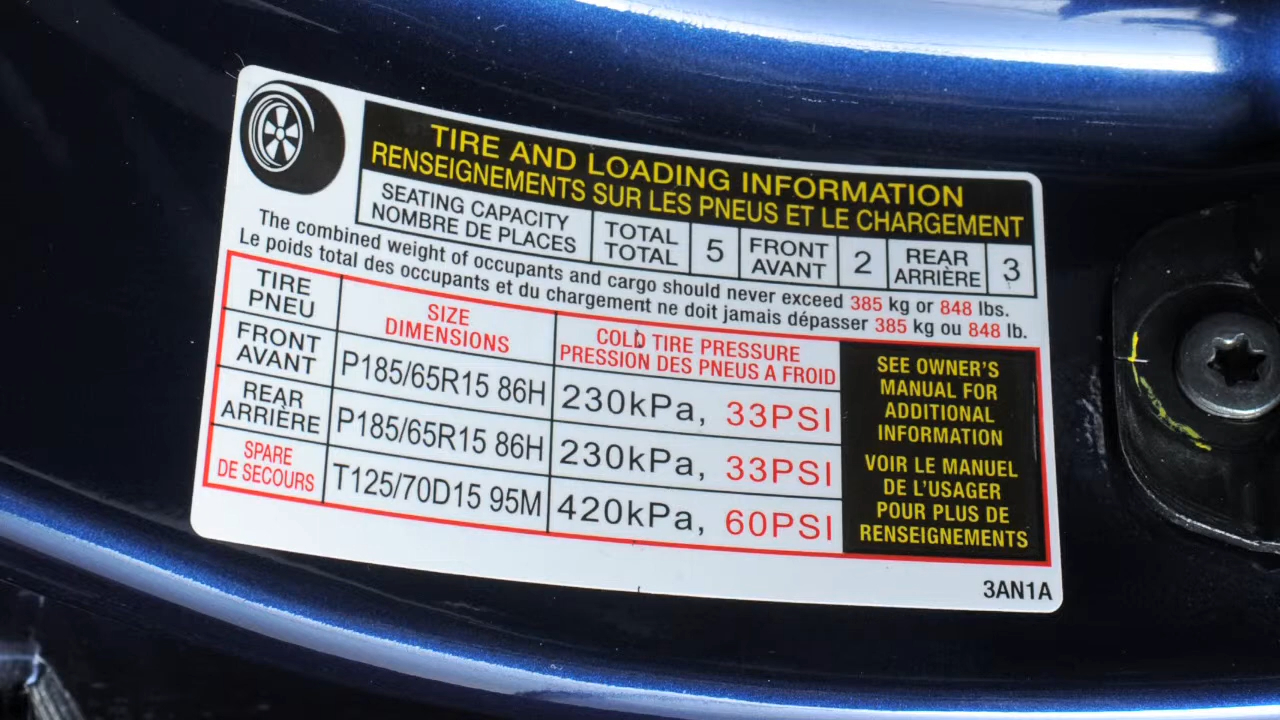 TIRE AND LOADING INFORMATION
RENSEIGNEMENTS SUR LES PNEUS ET LE CHARGEMENT
SEATING CAPACITY
NOMBRE DE PLACES
TOTAL
TOTAL
5
FRONT
AVANT
2
REAR
ARRIÈRE
3
The combined weight of occupants and cargo should never exceed 385 kg or 848 lbs.
Le poids total des occupants et du chargement ne doit jamais dépasser 385 kg ou 848 lb.
TIRE
PNEU
SIZE
DIMENSIONS
COLD TIRE PRESSURE
PRESSION DES PNEUS A FROID
FRONT
AVANT
P185/65R15 86H
230kPa, 33PSI
REAR
ARRIÈRE
P185/65R15 86H
230kPa, 33PSI
SPARE
DE SECOURS
T125/70D15 95M
420kPa, 60PSI
SEE OWNER'S
MANUAL FOR
ADDITIONAL
INFORMATION
VOIR LE MANUEL
DE L'USAGER
POUR PLUS DE
RENSEIGNEMENTS
3AN1A